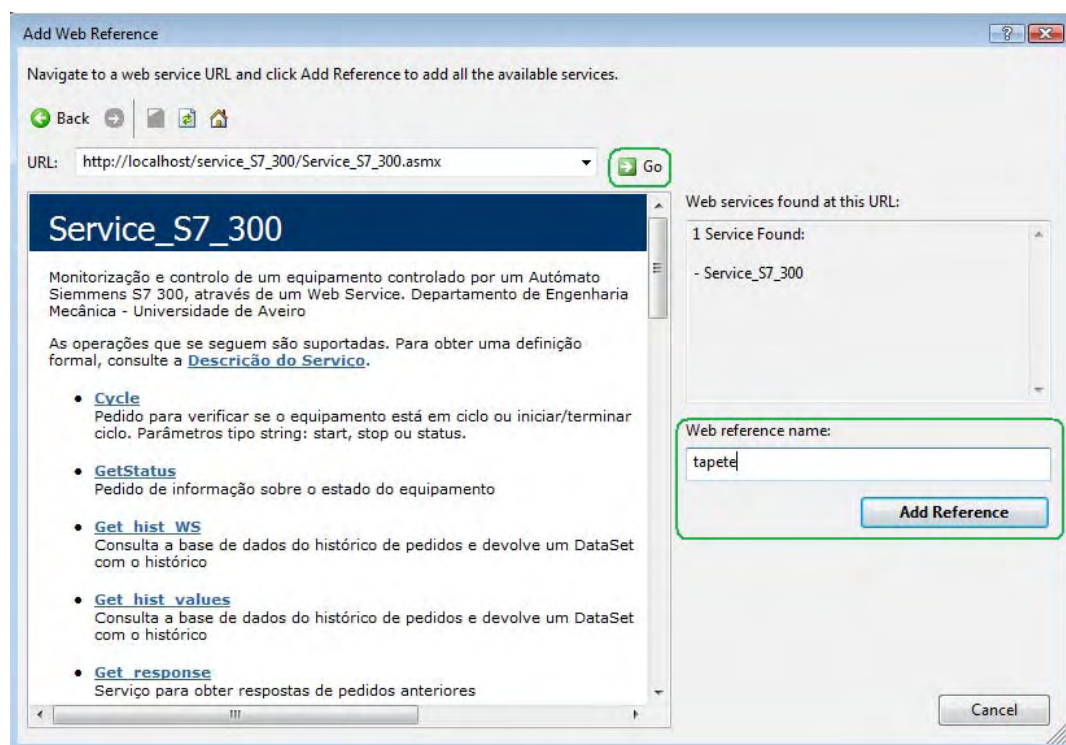 Add Web Reference
Navigate to a web service URL and click Add Reference to add all the available services.
Back
URL: http://localhost/service_S7_300/Service_S7_300.asmx
Go
Service_S7_300
Monitorização e controlo de um equipamento controlado por um Autómato
Siemmens S7 300, através de um Web Service. Departamento de Engenharia
Mecânica - Universidade de Aveiro
As operações que se seguem são suportadas. Para obter uma definição
formal, consulte a Descrição do Serviço.
• Cycle
Pedido para verificar se o equipamento está em ciclo ou iniciar/terminar
ciclo. Parâmetros tipo string: start, stop ou status.
• GetStatus
Pedido de informação sobre o estado do equipamento
• Get_hist_WS
Consulta a base de dados do histórico de pedidos e devolve um DataSet
com o histórico
• Get_hist_values
Consulta a base de dados do histórico de pedidos e devolve um DataSet
com o histórico
• Get_response
Serviço para obter respostas de pedidos anteriores
Web services found at this URL:
1 Service Found:
- Service_S7_300
Web reference name:
tapete
Add Reference
Cancel